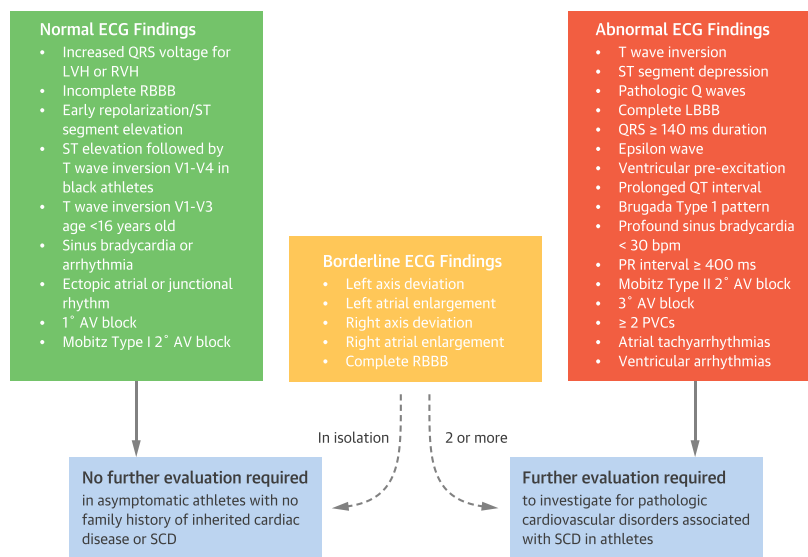 Normal ECG Findings
• Increased QRS voltage for
LVH or RVH
• Incomplete RBBB
• Early repolarization/ST
segment elevation
• ST elevation followed by
T wave inversion V1-V4 in
black athletes
• T wave inversion V1-V3
age <16 years old
• Sinus bradycardia or
arrhythmia
• Ectopic atrial or junctional
rhythm
• 1˚ AV block
• Mobitz Type I 2˚ AV block
Borderline ECG Findings
• Left axis deviation
• Left atrial enlargement
• Right axis deviation
• Right atrial enlargement
• Complete RBBB
Abnormal ECG Findings
• T wave inversion
• ST segment depression
• Pathologic Q waves
• Complete LBBB
• QRS ≥ 140 ms duration
• Epsilon wave
• Ventricular pre-excitation
• Prolonged QT interval
• Brugada Type 1 pattern
• Profound sinus bradycardia
< 30 bpm
• PR interval ≥ 400 ms
• Mobitz Type II 2˚ AV block
• 3˚ AV block
• ≥ 2 PVCs
• Atrial tachyarrhythmias
• Ventricular arrhythmias
In isolation
2 or more
No further evaluation required
in asymptomatic athletes with no
family history of inherited cardiac
disease or SCD
Further evaluation required
to investigate for pathologic
cardiovascular disorders associated
with SCD in athletes